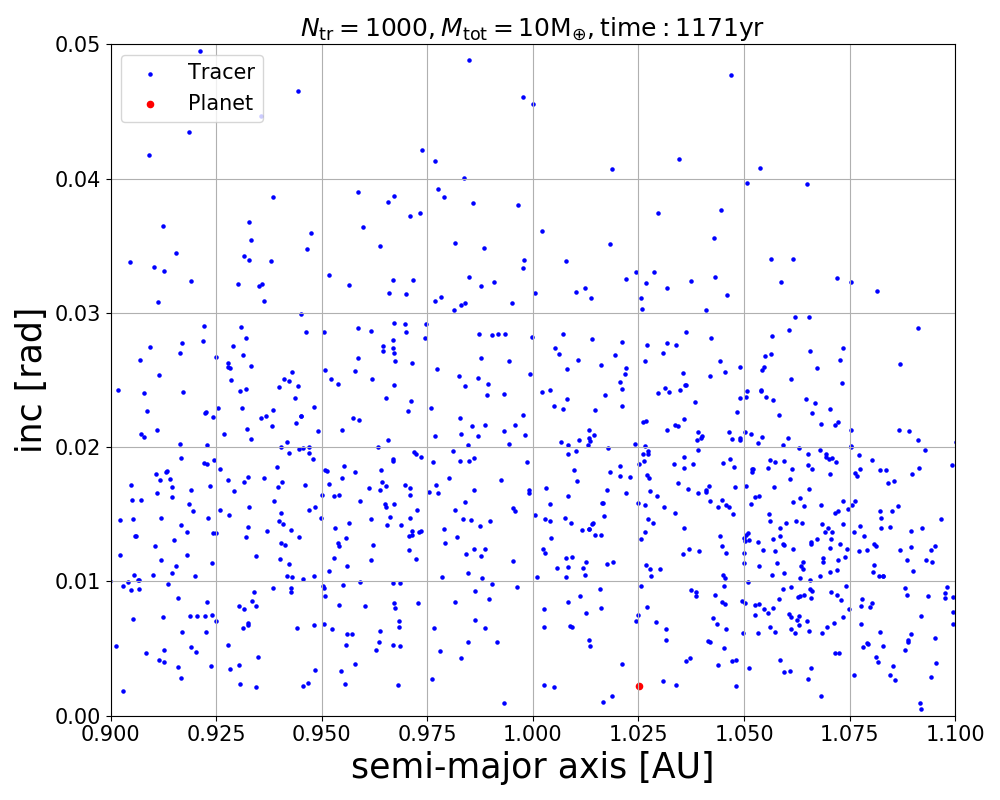 N_tr = 1000, M_tot = 10M_⊕, time : 1171yr
0.05
Tracer
Planet
0.04
0.03
inc [rad]
0.02
0.01
0.00
0.900 0.925 0.950 0.975 1.000 1.025 1.050 1.075 1.100
semi-major axis [AU]